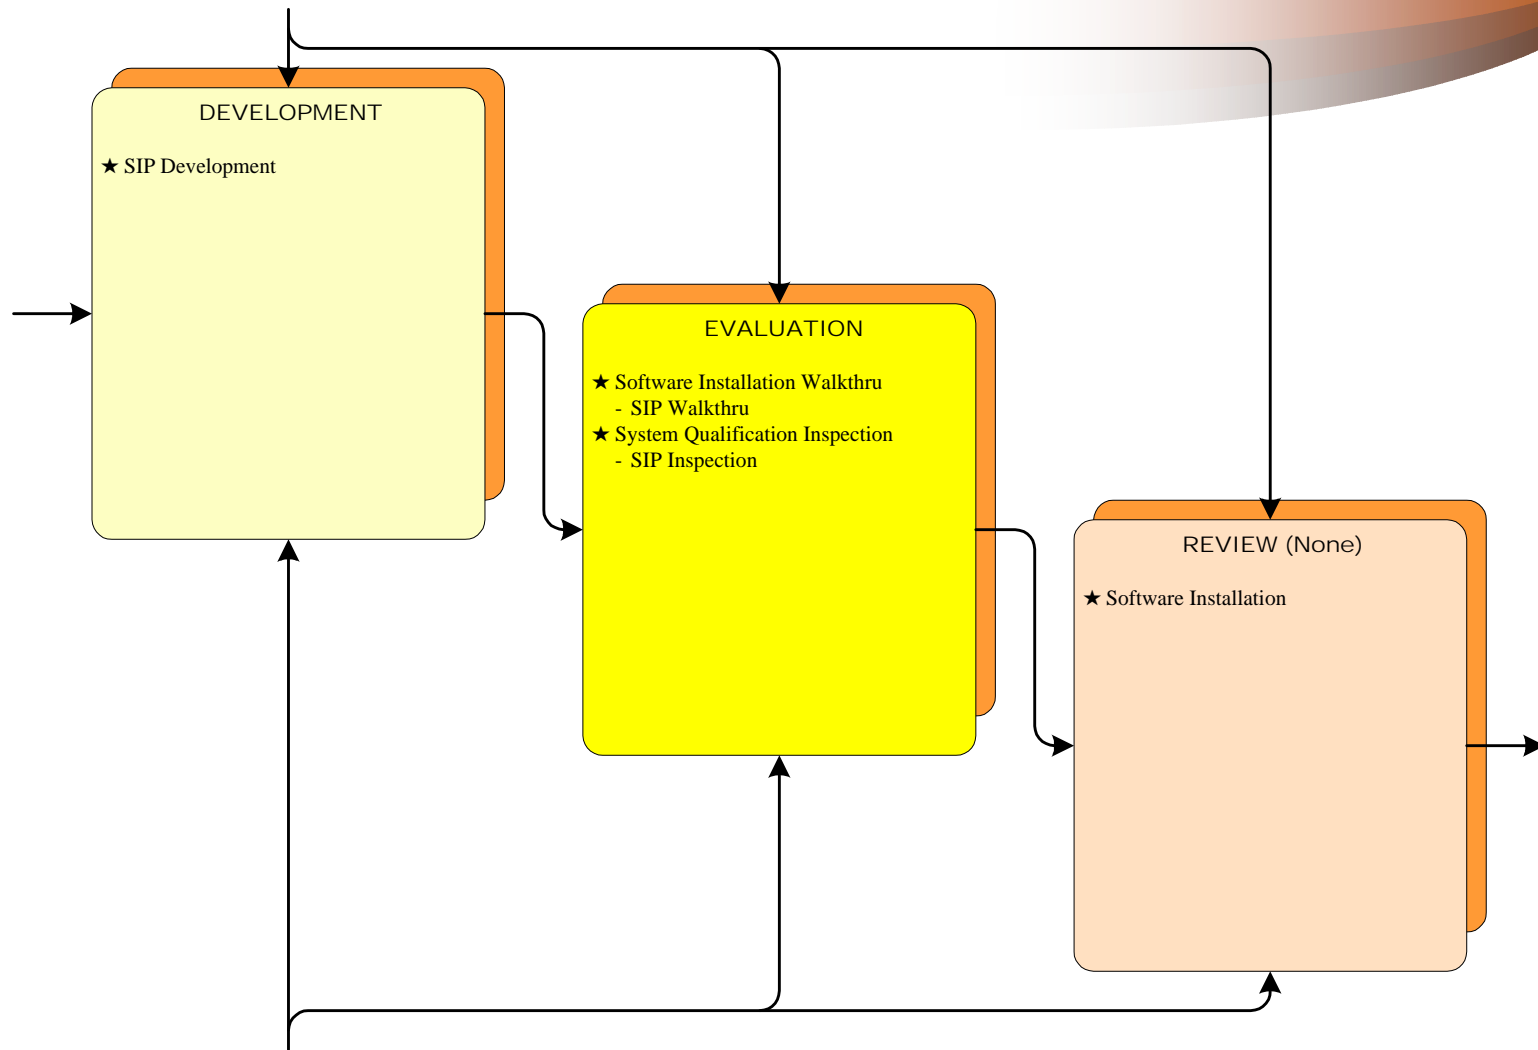 DEVELOPMENT
★ SIP Development
EVALUATION
★ Software Installation Walkthru
- SIP Walkthru
★ System Qualification Inspection
- SIP Inspection
REVIEW (None)
★ Software Installation